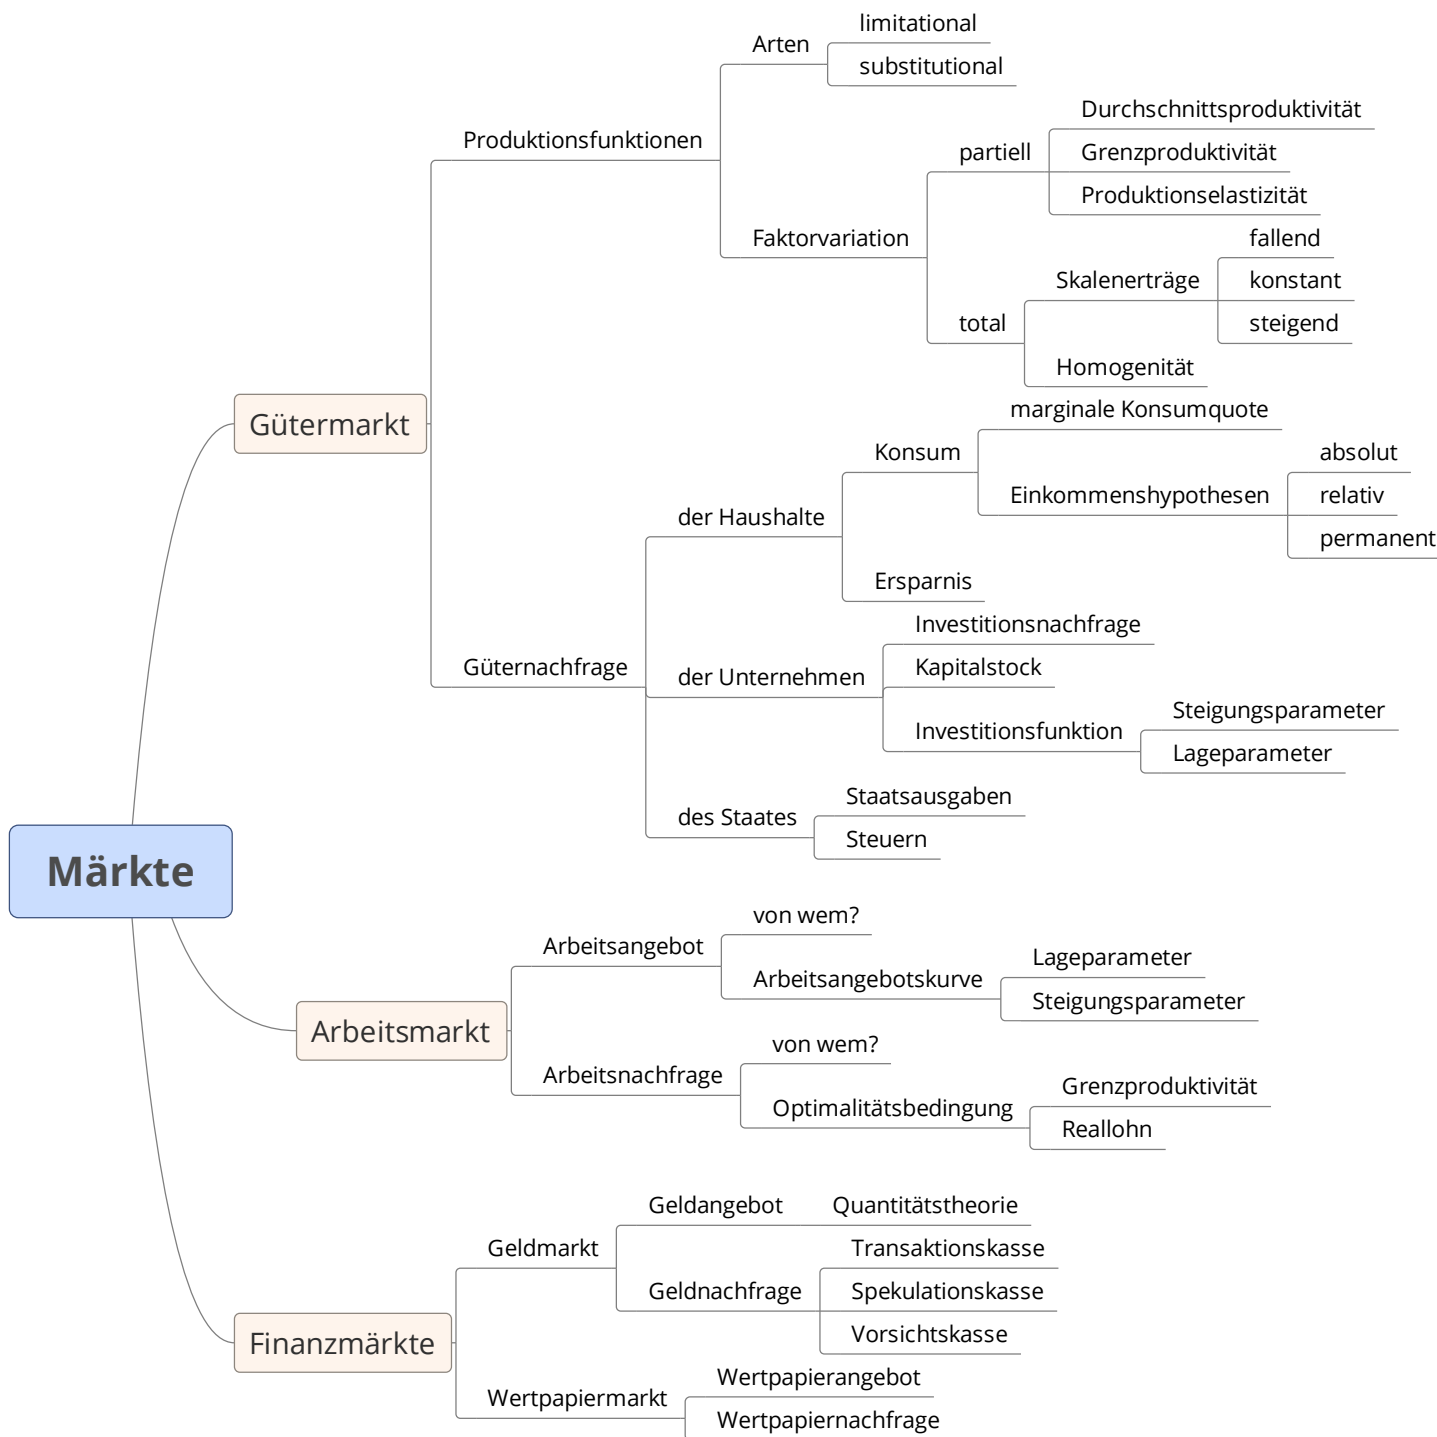 Märkte
Gütermarkt
Produktionsfunktionen
Arten
limitational
substitutional
Faktorvariation
partiell
Durchschnittsproduktivität
Grenzproduktivität
Produktionselastizität
total
Skalenerträge
fallend
konstant
steigend
Homogenität
Güternachfrage
der Haushalte
Konsum
marginale Konsumquote
Einkommenshypothesen
absolut
relativ
permanent
Ersparnis
der Unternehmen
Investitionsnachfrage
Kapitalstock
Investitionsfunktion
Steigungsparameter
Lageparameter
des Staates
Staatsausgaben
Steuern
Arbeitsmarkt
Arbeitsangebot
von wem?
Arbeitsangebotskurve
Lageparameter
Steigungsparameter
Arbeitsnachfrage
von wem?
Optimalitätsbedingung
Grenzproduktivität
Reallohn
Finanzmärkte
Geldmarkt
Geldangebot
Quantitätstheorie
Geldnachfrage
Transaktionskasse
Spekulationskasse
Vorsichtskasse
Wertpapiermarkt
Wertpapierangebot
Wertpapiernachfrage